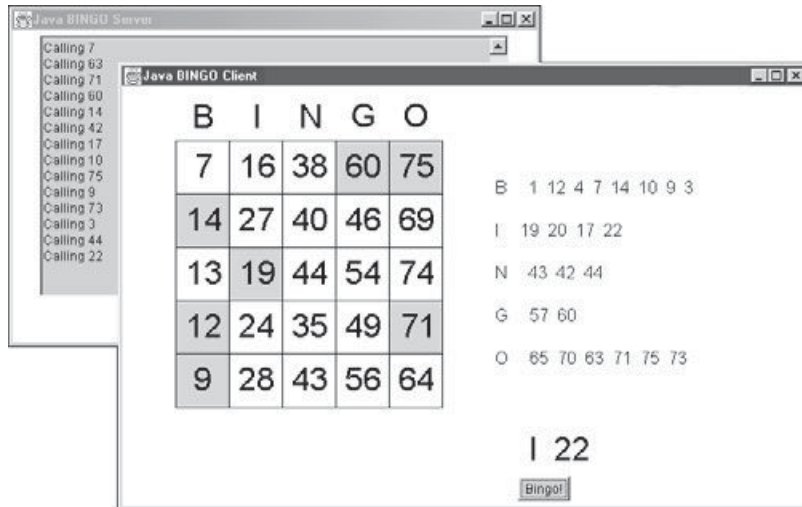 Java BINGO Server
Calling 7
Calling 63
Calling 71
Calling 60
Calling 14
Calling 42
Calling 17
Calling 10
Calling 75
Calling 9
Calling 73
Calling 3
Calling 44
Calling 22
Java BINGO Client
B I N G O
7 16 38 60 75
14 27 40 46 69
13 19 44 54 74
12 24 35 49 71
9 28 43 56 64
B 1 12 4 7 14 10 9 3
I 19 20 17 22
N 43 42 44
G 57 60
O 65 70 63 71 75 73
I 22
Bingo!